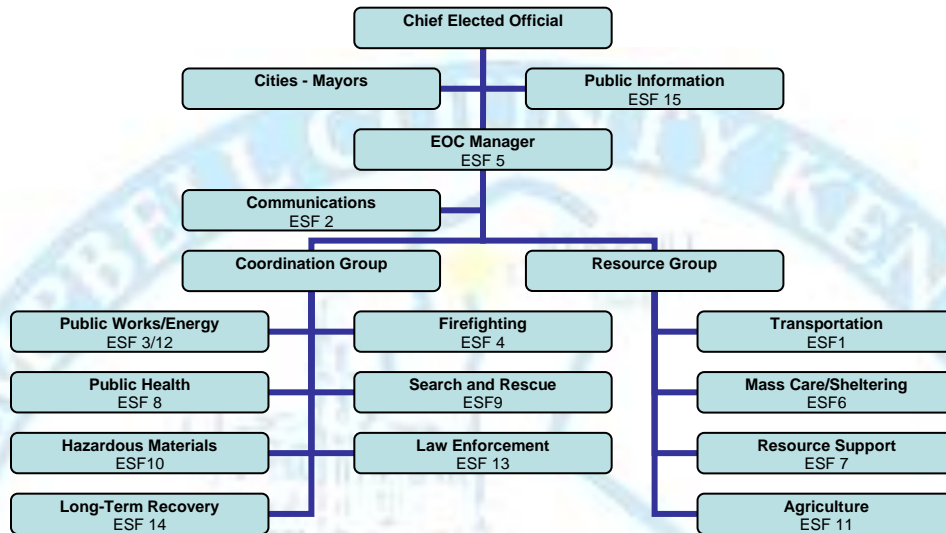 Chief Elected Official
Cities - Mayors
Public Information
ESF 15
EOC Manager
ESF 5
Communications
ESF 2
Coordination Group
Resource Group
Public Works/Energy
ESF 3/12
Firefighting
ESF 4
Transportation
ESF1
Public Health
ESF 8
Search and Rescue
ESF9
Mass Care/Sheltering
ESF6
Hazardous Materials
ESF10
Law Enforcement
ESF 13
Resource Support
ESF 7
Long-Term Recovery
ESF 14
Agriculture
ESF 11
PBELL COUNTY KEN